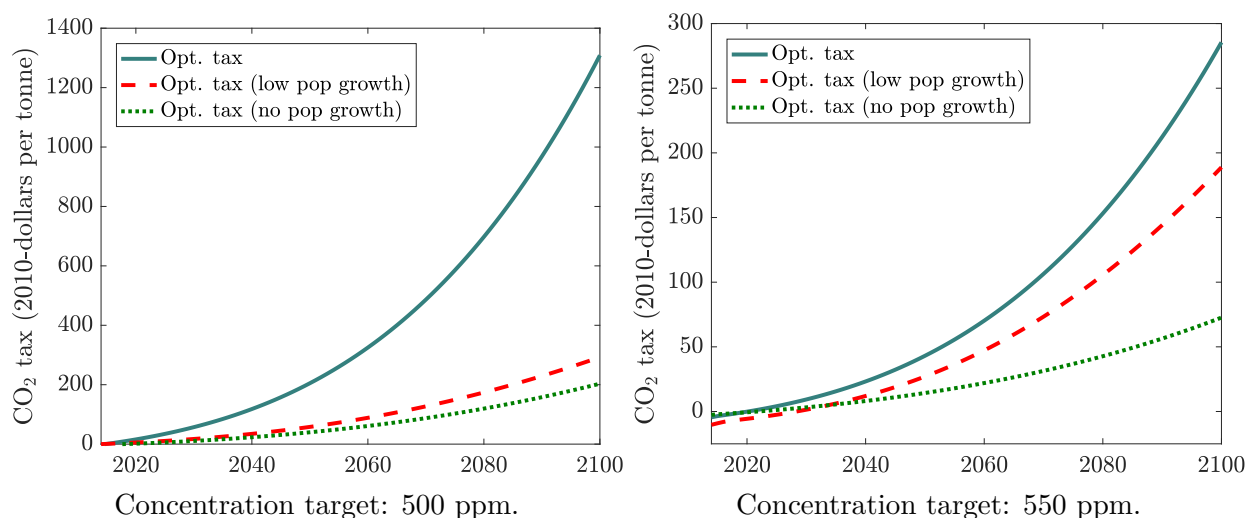 1400
1200
1000
800
600
400
200
0
CO₂ tax (2010-dollars per tonne)
Opt. tax
Opt. tax (low pop growth)
Opt. tax (no pop growth)
2020 2040 2060 2080 2100
Concentration target: 500 ppm.
300
250
200
150
100
50
0
CO₂ tax (2010-dollars per tonne)
Opt. tax
Opt. tax (low pop growth)
Opt. tax (no pop growth)
2020 2040 2060 2080 2100
Concentration target: 550 ppm.